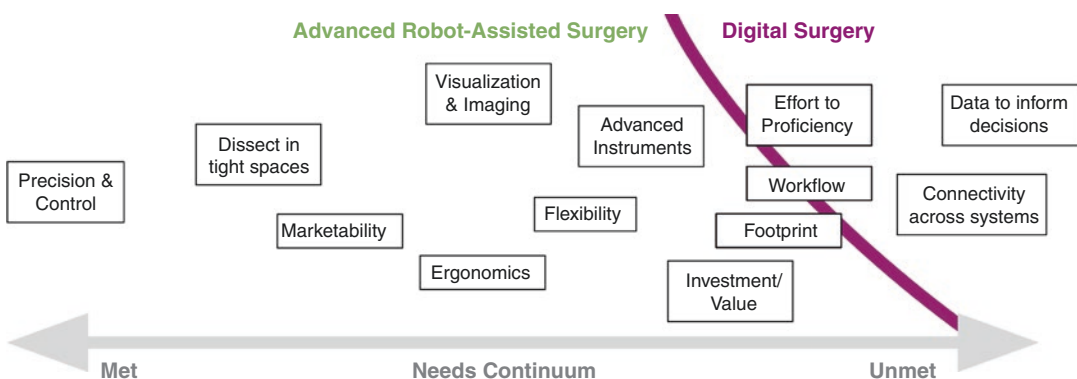 Advanced Robot-Assisted Surgery
Digital Surgery
Visualization
& Imaging
Effort to
Proficiency
Data to inform
decisions
Advanced
Instruments
Dissect in
tight spaces
Precision &
Control
Workflow
Connectivity
across systems
Flexibility
Marketability
Footprint
Ergonomics
Investment/
Value
Met
Needs Continuum
Unmet